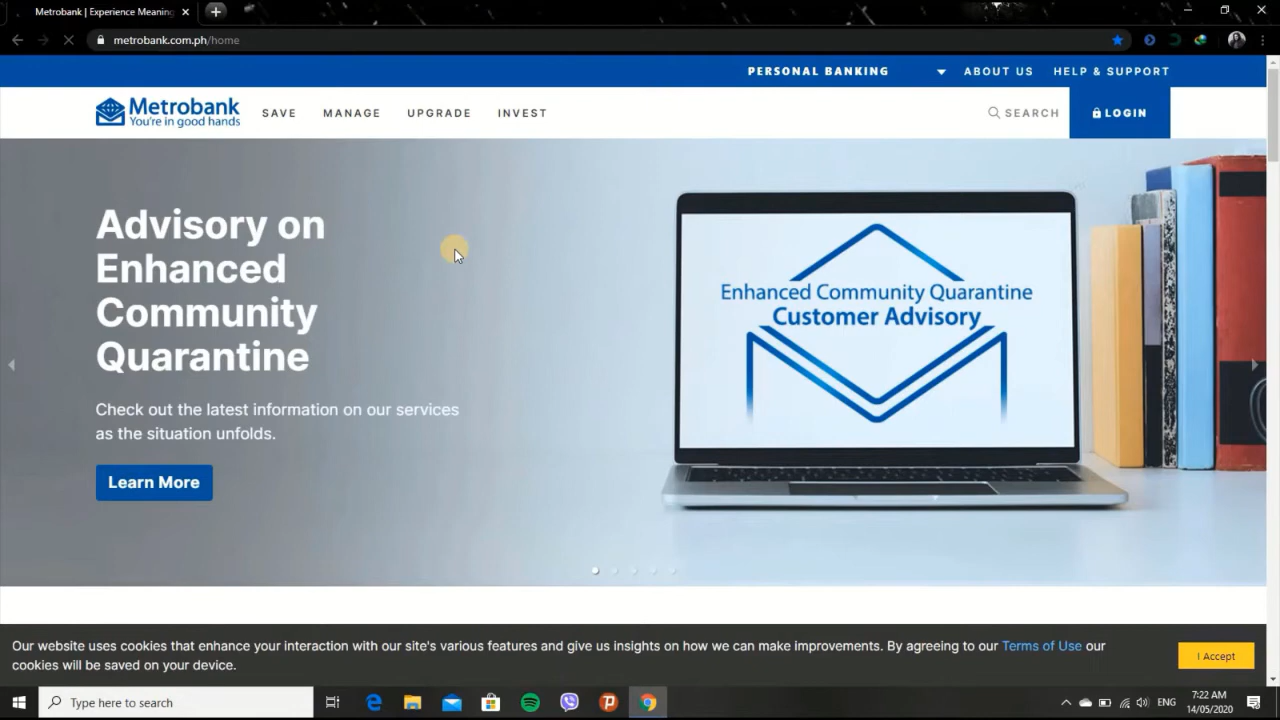 Metrobank | Experience Meaning
metrobank.com.ph/home
PERSONAL BANKING
ABOUT US
HELP & SUPPORT
Metrobank
You're in good hands
SAVE
MANAGE
UPGRADE
INVEST
SEARCH
LOGIN
Advisory on
Enhanced
Community
Quarantine
Check out the latest information on our services
as the situation unfolds.
Learn More
Enhanced Community Quarantine
Customer Advisory
Our website uses cookies that enhance your interaction with our site's various features and give us insights on how we can make improvements. By agreeing to our Terms of Use our
cookies will be saved on your device.
I Accept
Type here to search
ENG
7:22 AM
14/05/2020